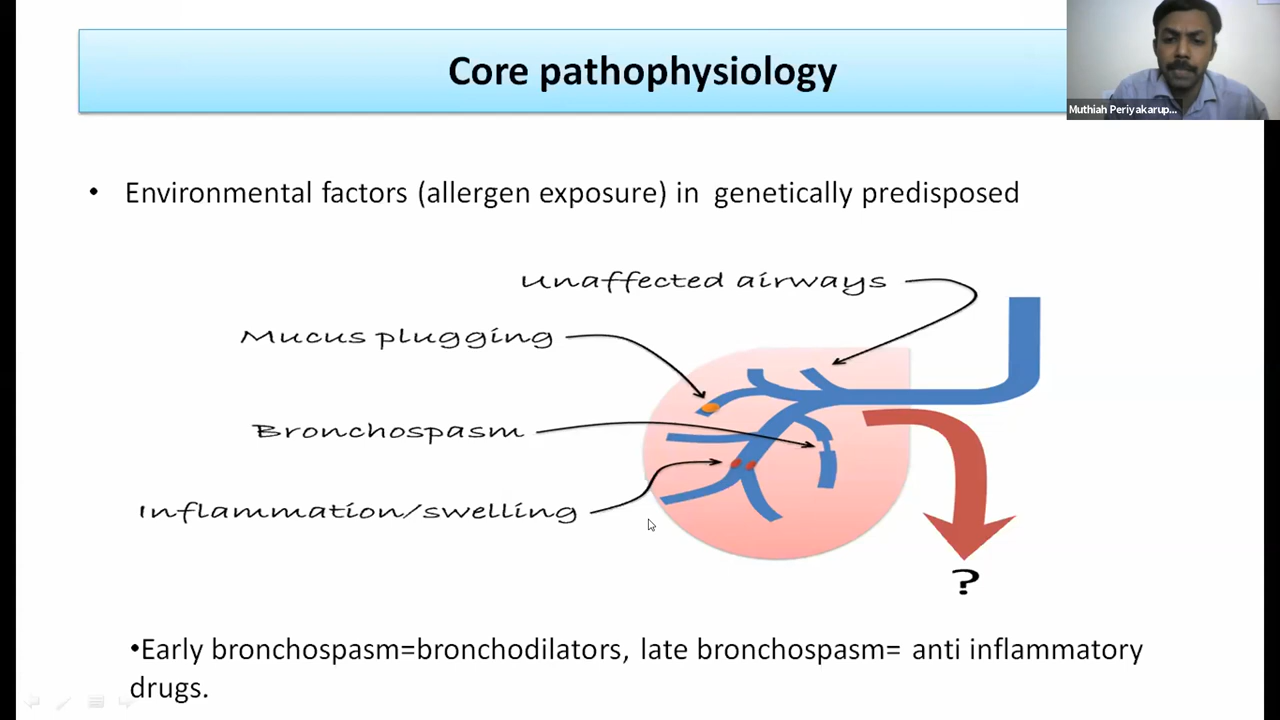 Core pathophysiology
Muthiah Periyakarup...
• Environmental factors (allergen exposure) in genetically predisposed
Unaffected airways
Mucus plugging
Bronchospasm
Inflammation/swelling
?
•Early bronchospasm=bronchodilators, late bronchospasm= anti inflammatory
drugs.